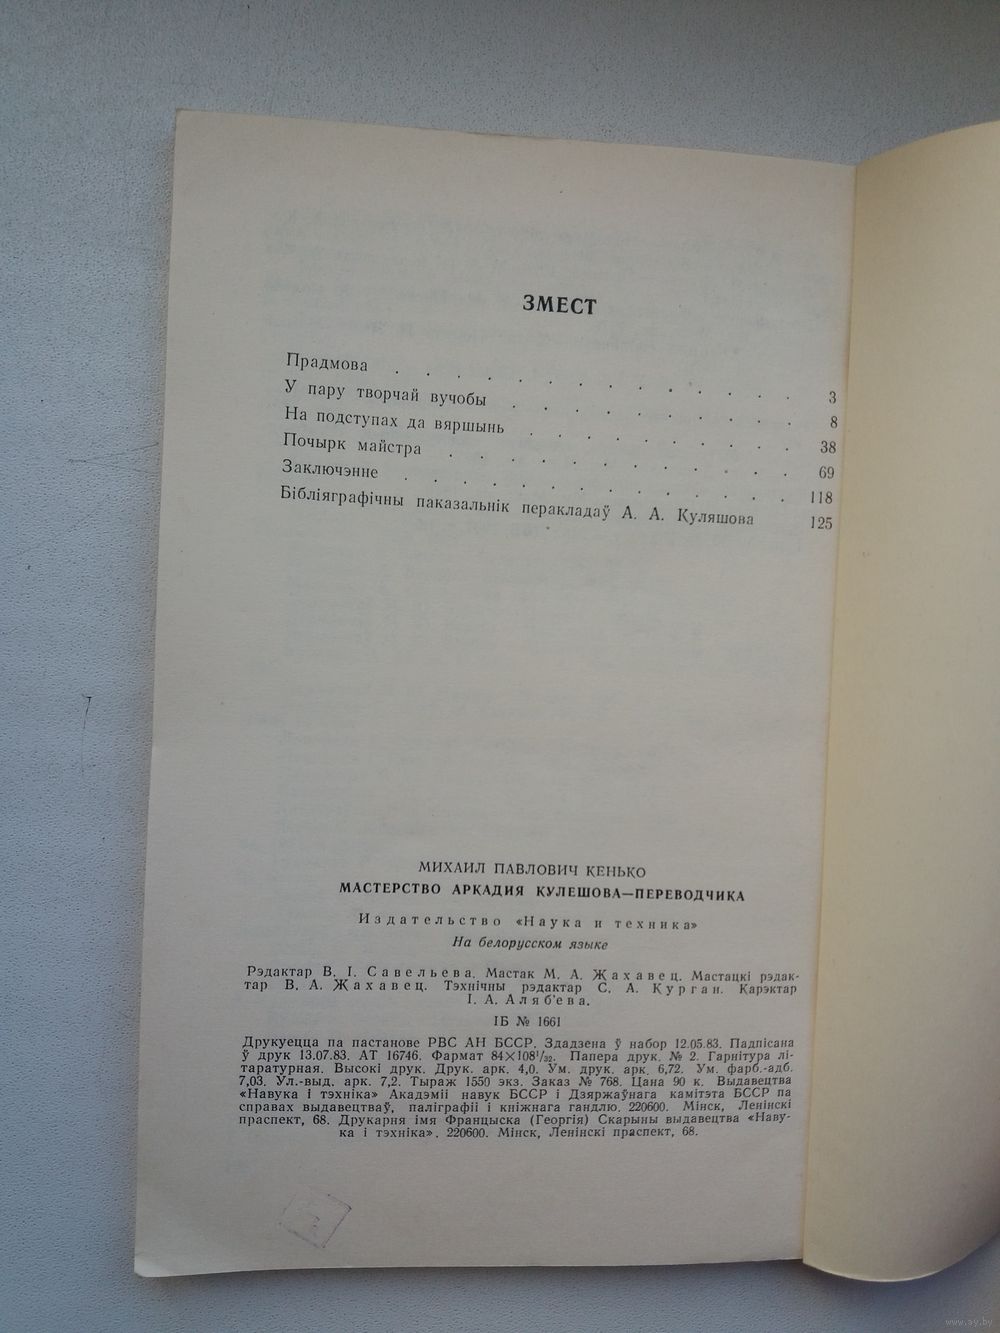 ЗМЕСТ
Прадмова . . . . . . . . . . . . . . 3
У пару творчай вучобы . . . . . . . . . . 8
На подступах да вяршынь . . . . . . . . . 38
Почырк майстра . . . . . . . . . . . . 69
Заключэнне . . . . . . . . . . . . . 118
Бібліяграфічны паказальнік перакладаў А. А. Куляшова 125
МИХАИЛ ПАВЛОВИЧ КЕНЬКО
МАСТЕРСТВО АРКАДИЯ КУЛЕШОВА—ПЕРЕВОДЧИКА
Издательство «Наука и техника»
На белорусском языке
Рэдактар В. І. Савельева. Мастак М. А. Жахавец. Мастацкі рэдак-
тар В. А. Жахавец. Тэхнічны рэдактар С. А. Курган. Карэктар
І. А. Аляб'ева.
ІБ № 1661
Друкуецца па пастанове РВС АН БССР. Здадзена ў набор 12.05.83. Падпісана
ў друк 13.07.83. АТ 16746. Фармат 84×108¹/₃₂. Папера друк. № 2. Гарнітура лі-
таратурная. Высокі друк. Друк. арк. 4,0. Ум. друк. арк. 6,72. Ум. фарб.-адб.
7,03. Ул.-выд. арк. 7,2. Тыраж 1550 экз. Заказ № 768. Цана 90 к. Выдавецтва
«Навука і тэхніка» Акадэміі навук БССР і Дзяржаўнага камітэта БССР па
справах выдавецтваў, паліграфіі і кніжнага гандлю. 220600. Мінск, Ленінскі
праспект, 68. Друкарня імя Францыска (Георгія) Скарыны выдавецтва «Наву-
ка і тэхніка». 220600. Мінск, Ленінскі праспект, 68.
www.ay.by